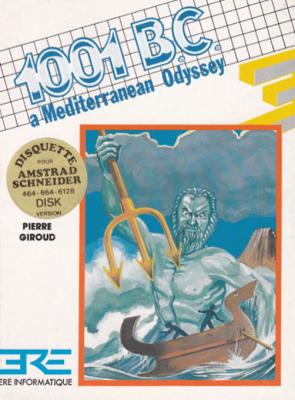 1001 B.C.
a Mediterranean Odyssey
DISQUETTE
POUR
AMSTRAD
SCHNEIDER
464-664-6128
DISK
VERSION
PIERRE
GIROUD
ERE
ERE INFORMATIQUE